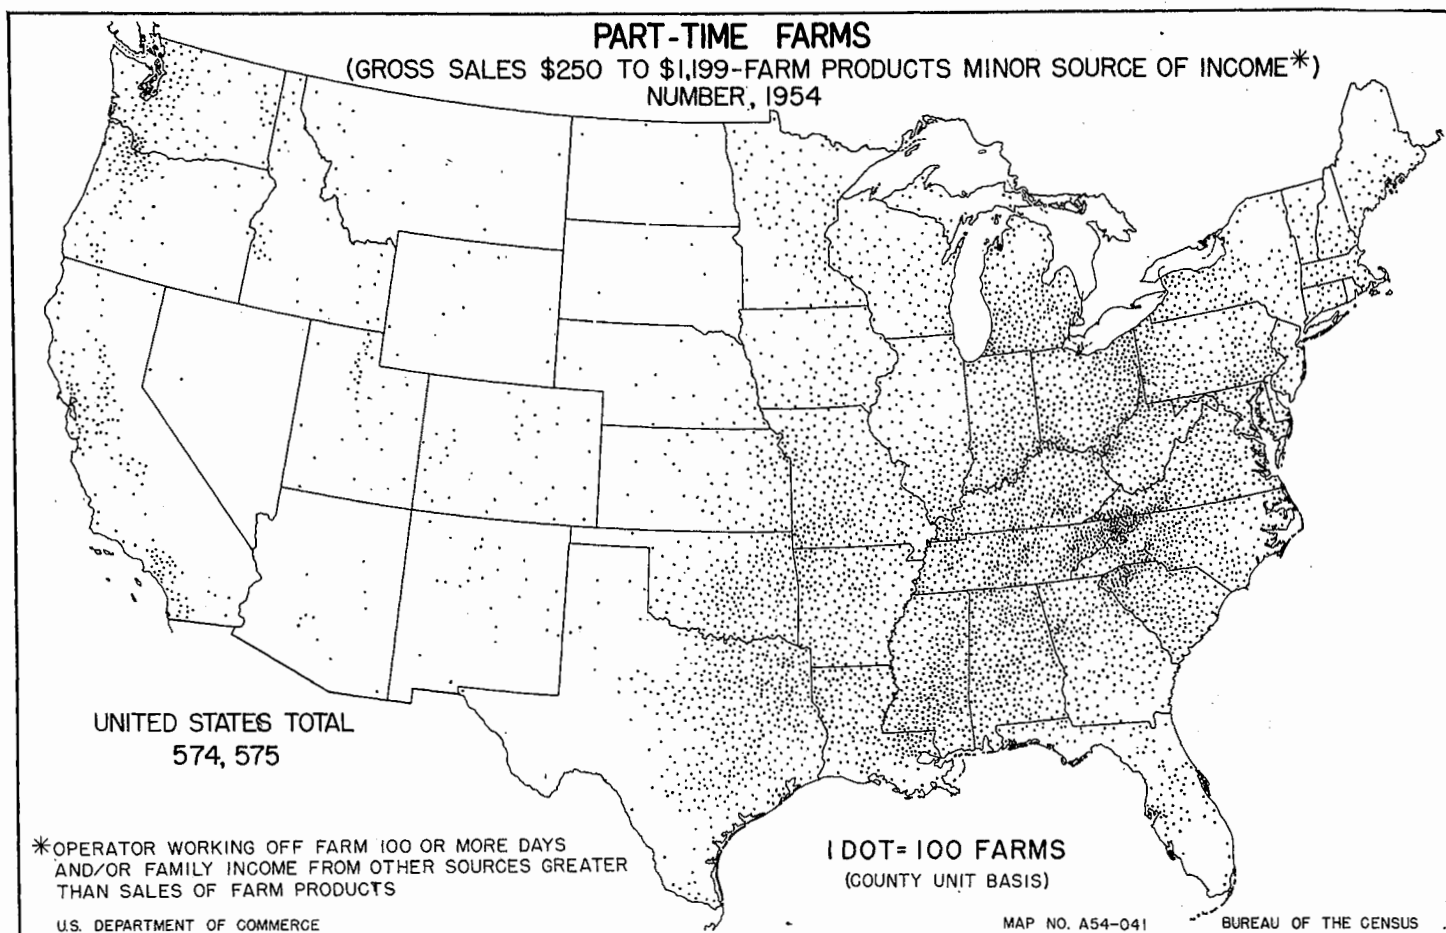 PART-TIME FARMS
(GROSS SALES $250 TO $1,199-FARM PRODUCTS MINOR SOURCE OF INCOME*)
NUMBER, 1954
UNITED STATES TOTAL
574,575
*OPERATOR WORKING OFF FARM 100 OR MORE DAYS
AND/OR FAMILY INCOME FROM OTHER SOURCES GREATER
THAN SALES OF FARM PRODUCTS
1 DOT=100 FARMS
(COUNTY UNIT BASIS)
U.S. DEPARTMENT OF COMMERCE
MAP NO. A54-041
BUREAU OF THE CENSUS